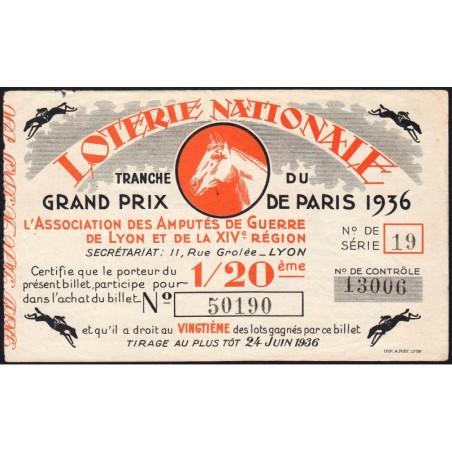 LOTERIE NATIONALE
TRANCHE DU
GRAND PRIX DE PARIS 1936
L'ASSOCIATION DES AMPUTÉS DE GUERRE
DE LYON ET DE LA XIVe RÉGION
SECRÉTARIAT : 11, Rue Grolée _ LYON
No DE
SÉRIE 19
Certifie que le porteur du
présent billet, participe pour
1/20ème
dans l'achat du billet No 50190
No DE CONTRÔLE
13006
et qu'il a droit au VINGTIÈME des lots gagnés par ce billet
TIRAGE AU PLUS TÔT 24 JUIN 1936